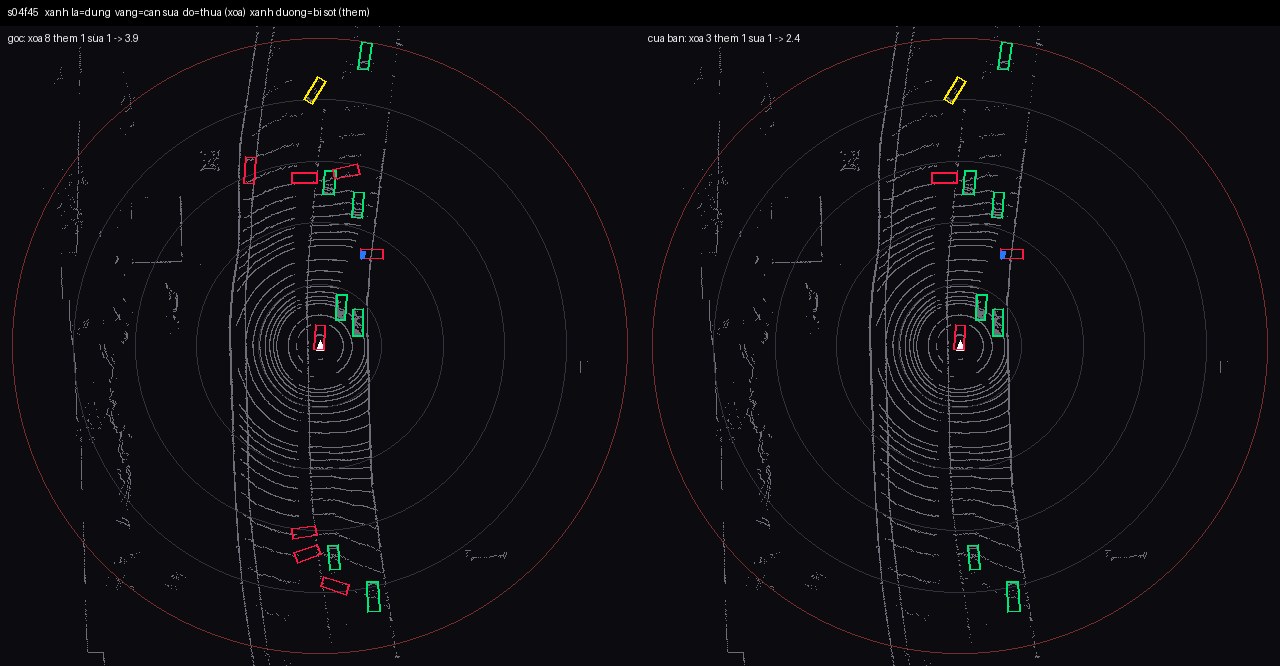 s04f45 xanh la=dung vang=can sua do=thua (xoa) xanh duong=bi sot (them)
goc: xoa 8 them 1 sua 1 -> 3.9
cua ban: xoa 3 them 1 sua 1 -> 2.4